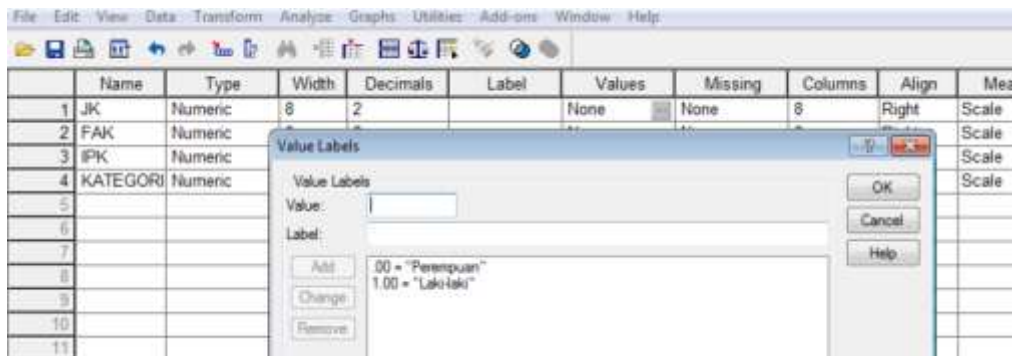 File Edit View Data Transform Analyze Graphs Utilities Add-ons Window Help
Name Type Width Decimals Label Values Missing Columns Align Mea
1 JK Numeric 8 2 None None 8 Right Scale
2 FAK Numeric Scale
3 IPK Numeric Scale
4 KATEGORI Numeric Scale
5
6
7
8
9
10
11
Value Labels
Value Labels
Value:
Label:
OK
Cancel
Help
Add
Change
Remove
.00 = "Perempuan"
1.00 = "Laki-laki"